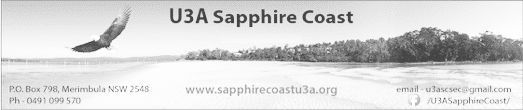 U3A Sapphire Coast
P.O. Box 798, Merimbula NSW 2548
Ph - 0491 099 570
www.sapphirecoastu3a.org
email - u3ascsec@gmail.com
/U3ASapphireCoast/